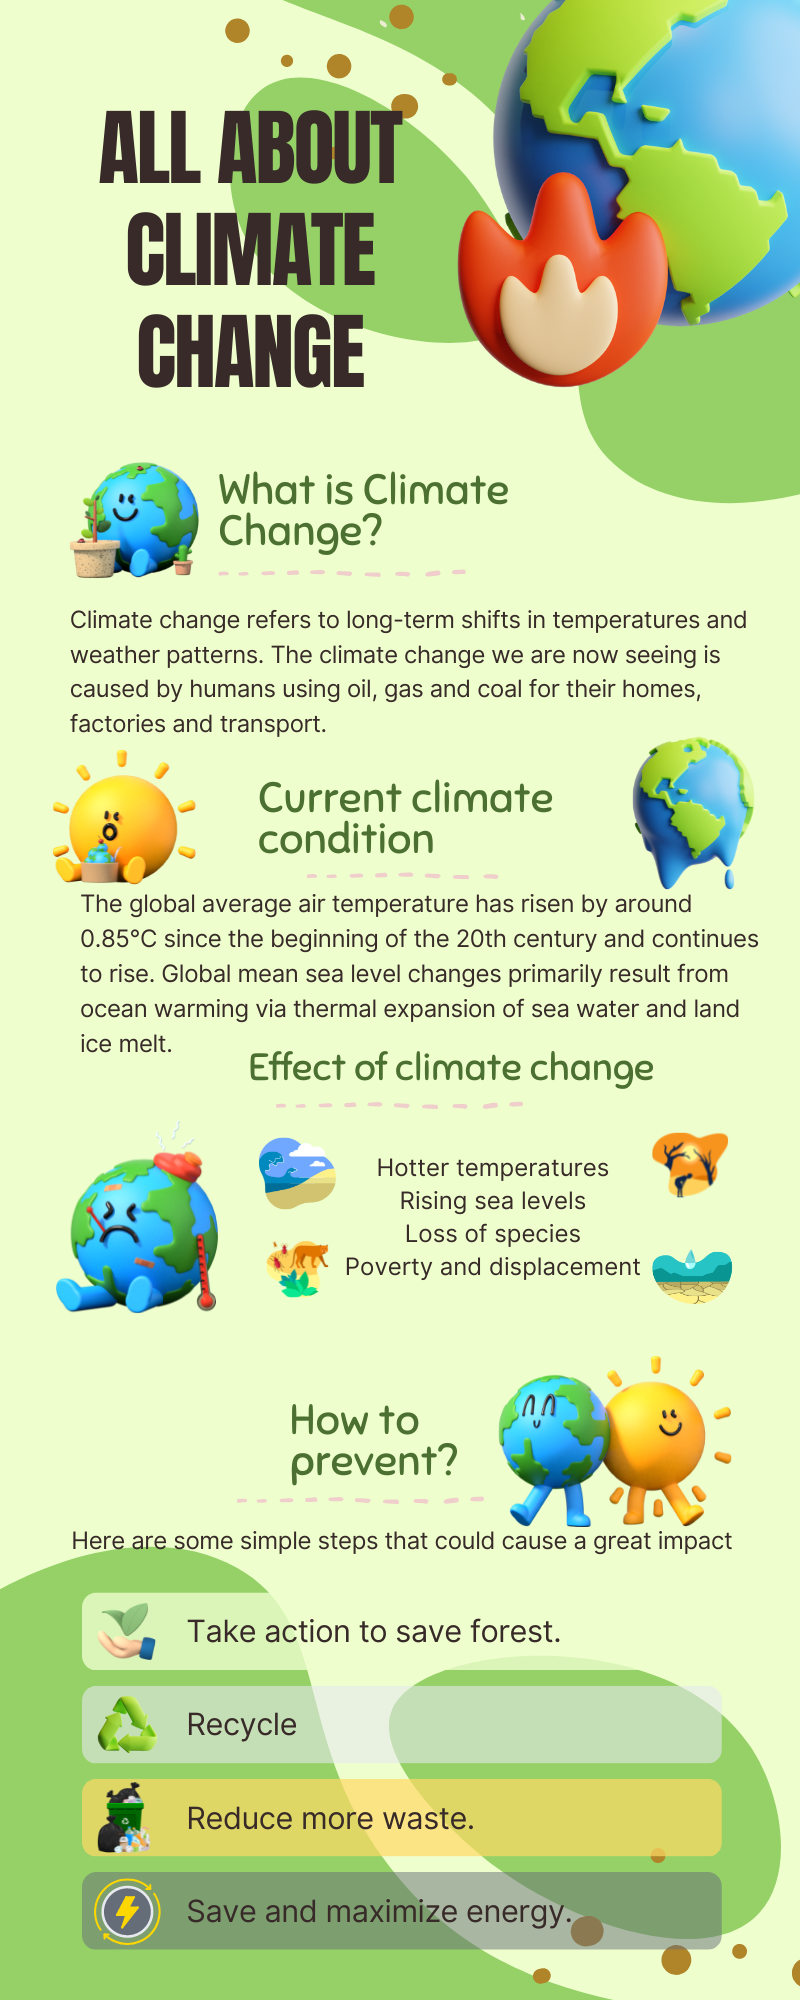 ALL ABOUT
CLIMATE
CHANGE
What is Climate
Change?
Climate change refers to long-term shifts in temperatures and
weather patterns. The climate change we are now seeing is
caused by humans using oil, gas and coal for their homes,
factories and transport.
Current climate
condition
The global average air temperature has risen by around
0.85°C since the beginning of the 20th century and continues
to rise. Global mean sea level changes primarily result from
ocean warming via thermal expansion of sea water and land
ice melt.
Effect of climate change
Hotter temperatures
Rising sea levels
Loss of species
Poverty and displacement
How to
prevent?
Here are some simple steps that could cause a great impact
Take action to save forest.
Recycle
Reduce more waste.
Save and maximize energy.